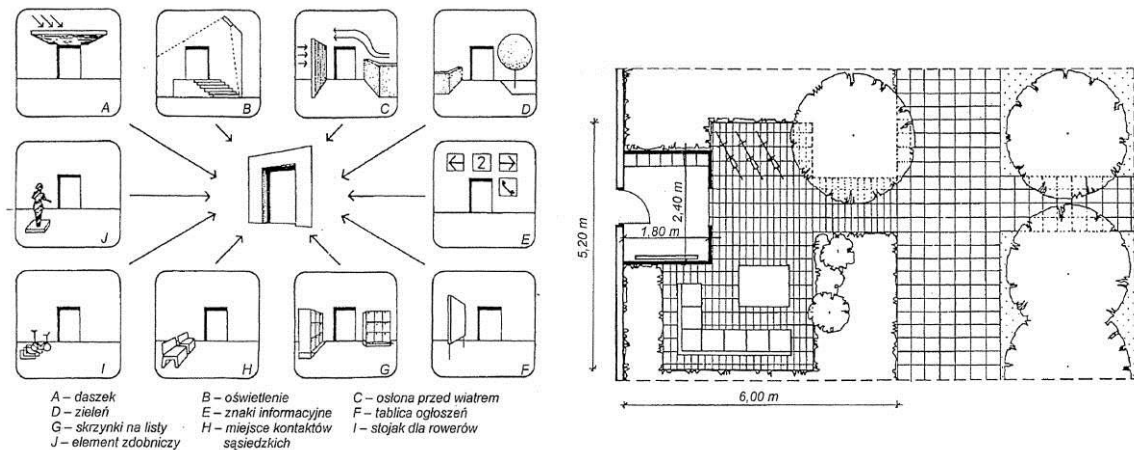 A
B
C
D
J
2
E
I
H
G
F
A – daszek B – oświetlenie C – osłona przed wiatrem
D – zieleń E – znaki informacyjne F – tablica ogłoszeń
G – skrzynki na listy H – miejsce kontaktów I – stojak dla rowerów
J – element zdobniczy sąsiedzkich
5,20 m
2,40 m
1,80 m
6,00 m